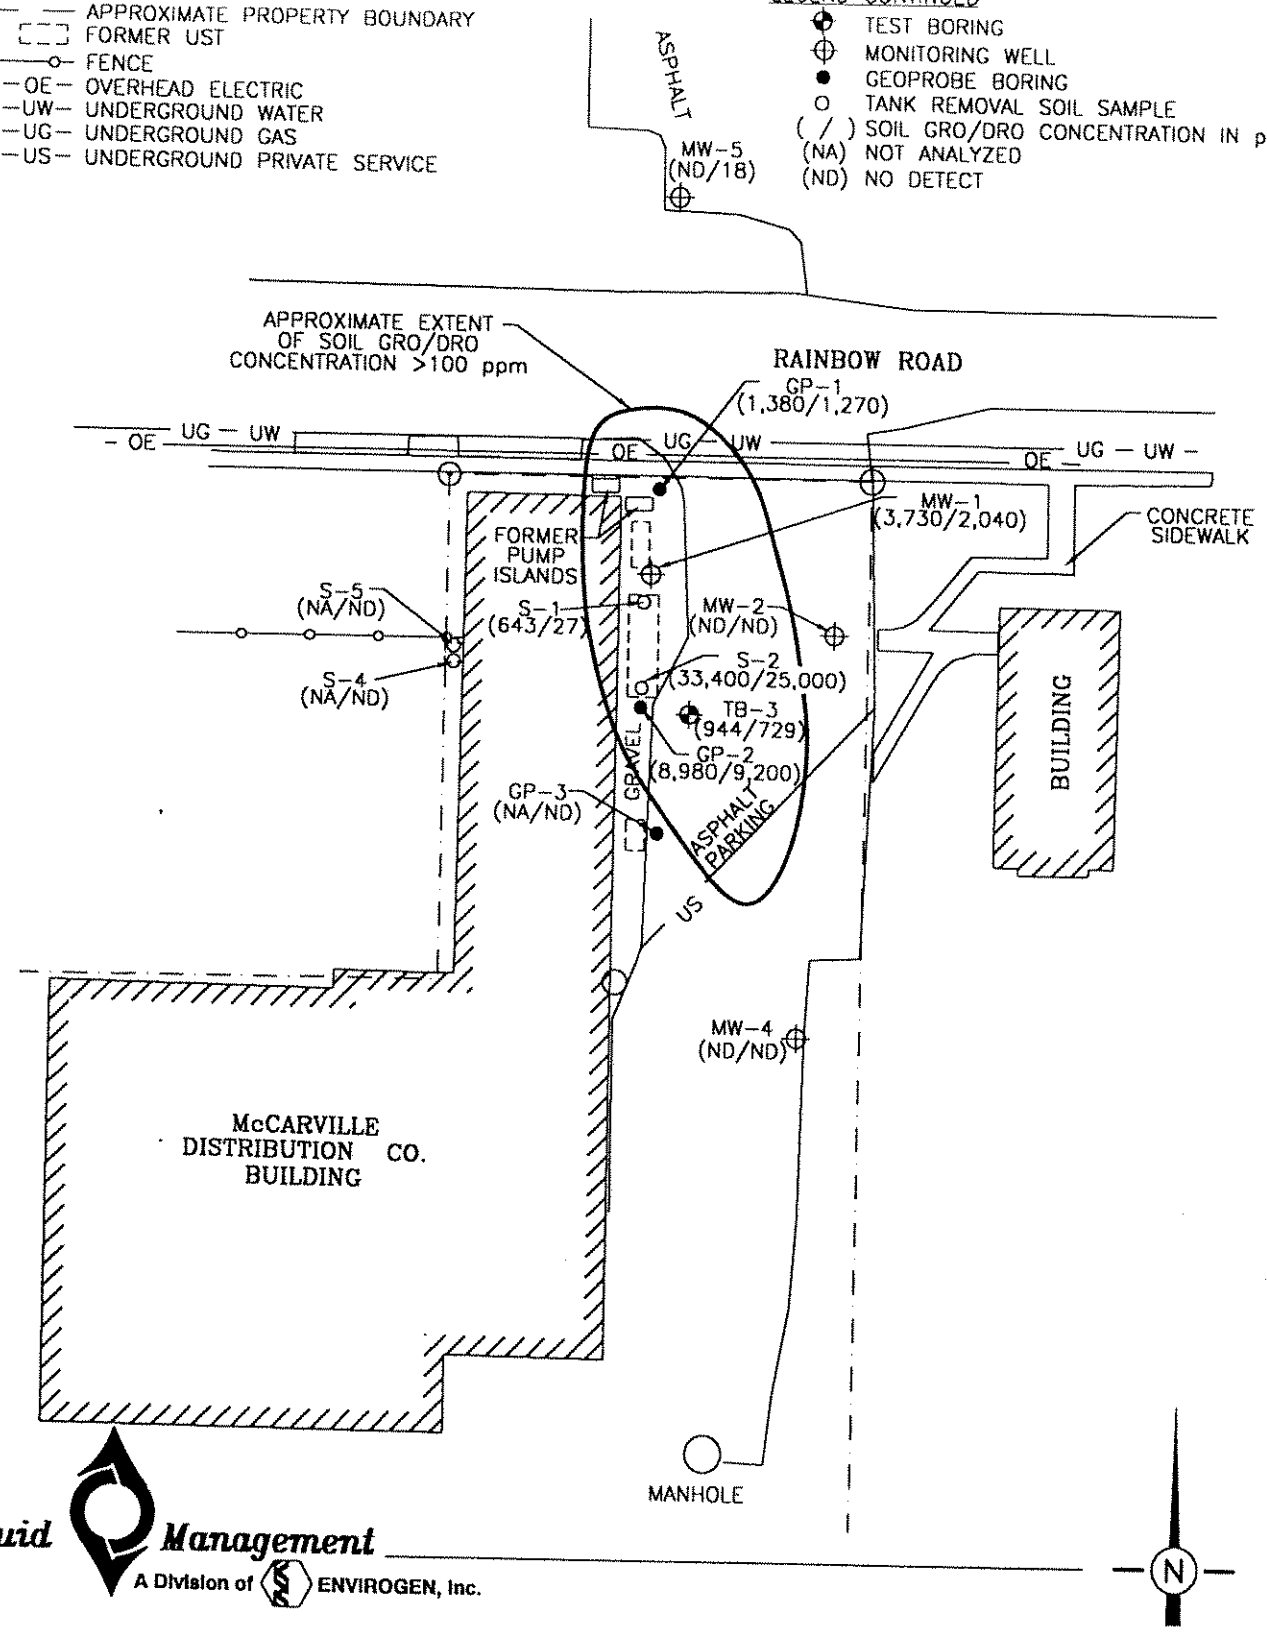 APPROXIMATE PROPERTY BOUNDARY
FORMER UST
FENCE
-OE- OVERHEAD ELECTRIC
-UW- UNDERGROUND WATER
-UG- UNDERGROUND GAS
-US- UNDERGROUND PRIVATE SERVICE
LEGEND CONTINUED
TEST BORING
MONITORING WELL
GEOPROBE BORING
TANK REMOVAL SOIL SAMPLE
( / ) SOIL GRO/DRO CONCENTRATION IN p
(NA) NOT ANALYZED
(ND) NO DETECT
ASPHALT
MW-5
(ND/18)
APPROXIMATE EXTENT
OF SOIL GRO/DRO
CONCENTRATION >100 ppm
RAINBOW ROAD
GP-1
(1,380/1,270)
- OE UG - UW OE UG - UW OE - UG - UW -
MW-1
(3,730/2,040)
CONCRETE
SIDEWALK
FORMER
PUMP
ISLANDS
S-5
(NA/ND)
S-1
(643/27)
MW-2
(ND/ND)
S-4
(NA/ND)
S-2
(33,400/25,000)
TB-3
(944/729)
GP-2
(8,980/9,200)
GRAVEL
BUILDING
GP-3
(NA/ND)
ASPHALT
PARKING
US
MW-4
(ND/ND)
McCARVILLE
DISTRIBUTION CO.
BUILDING
MANHOLE
uid Management
A Division of ENVIROGEN, Inc.
N